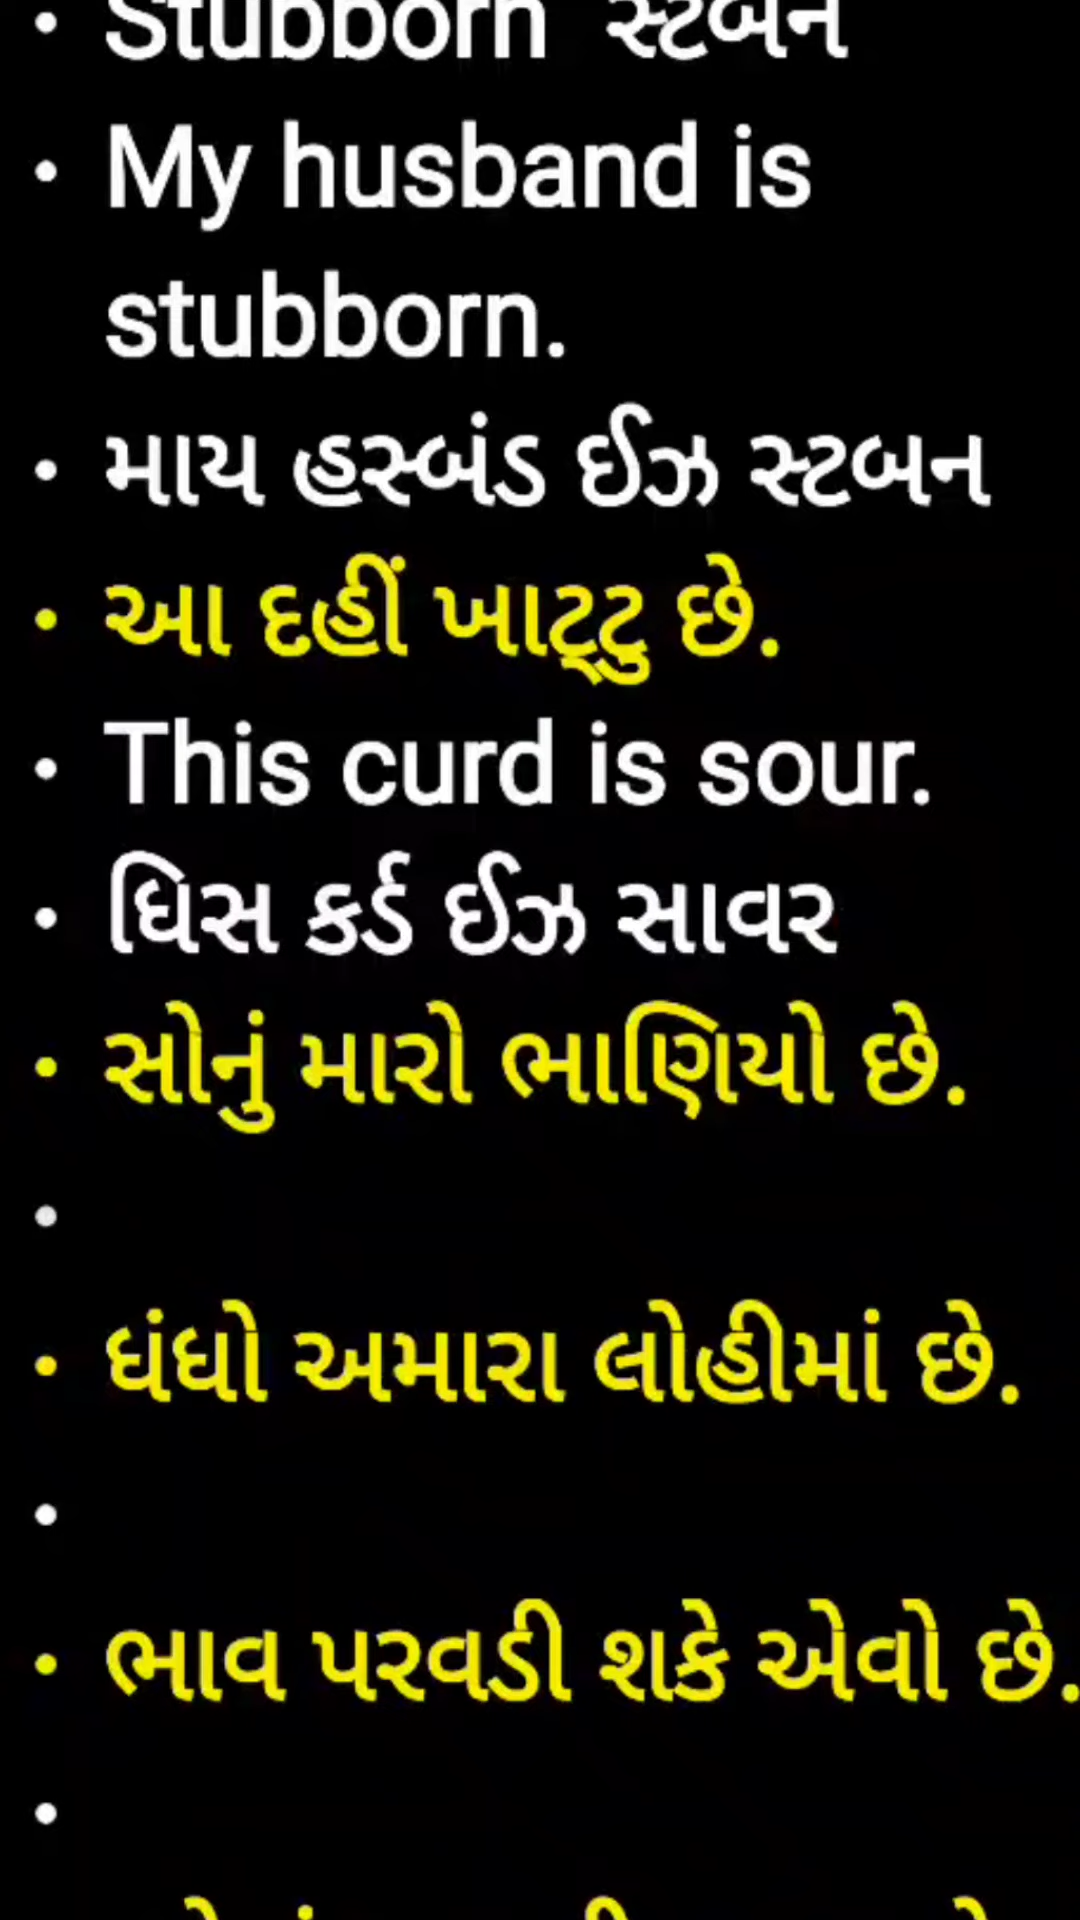 • Stubborn સ્ટબન
• My husband is
stubborn.
• માય હસ્બંડ ઈઝ સ્ટબન
• આ દહીં ખાટ્ટુ છે.
• This curd is sour.
• ધિસ કર્ડ ઈઝ સાવર
• સોનું મારો ભાણિયો છે.
•
• ધંધો અમારા લોહીમાં છે.
•
• ભાવ પરવડી શકે એવો છે.
•